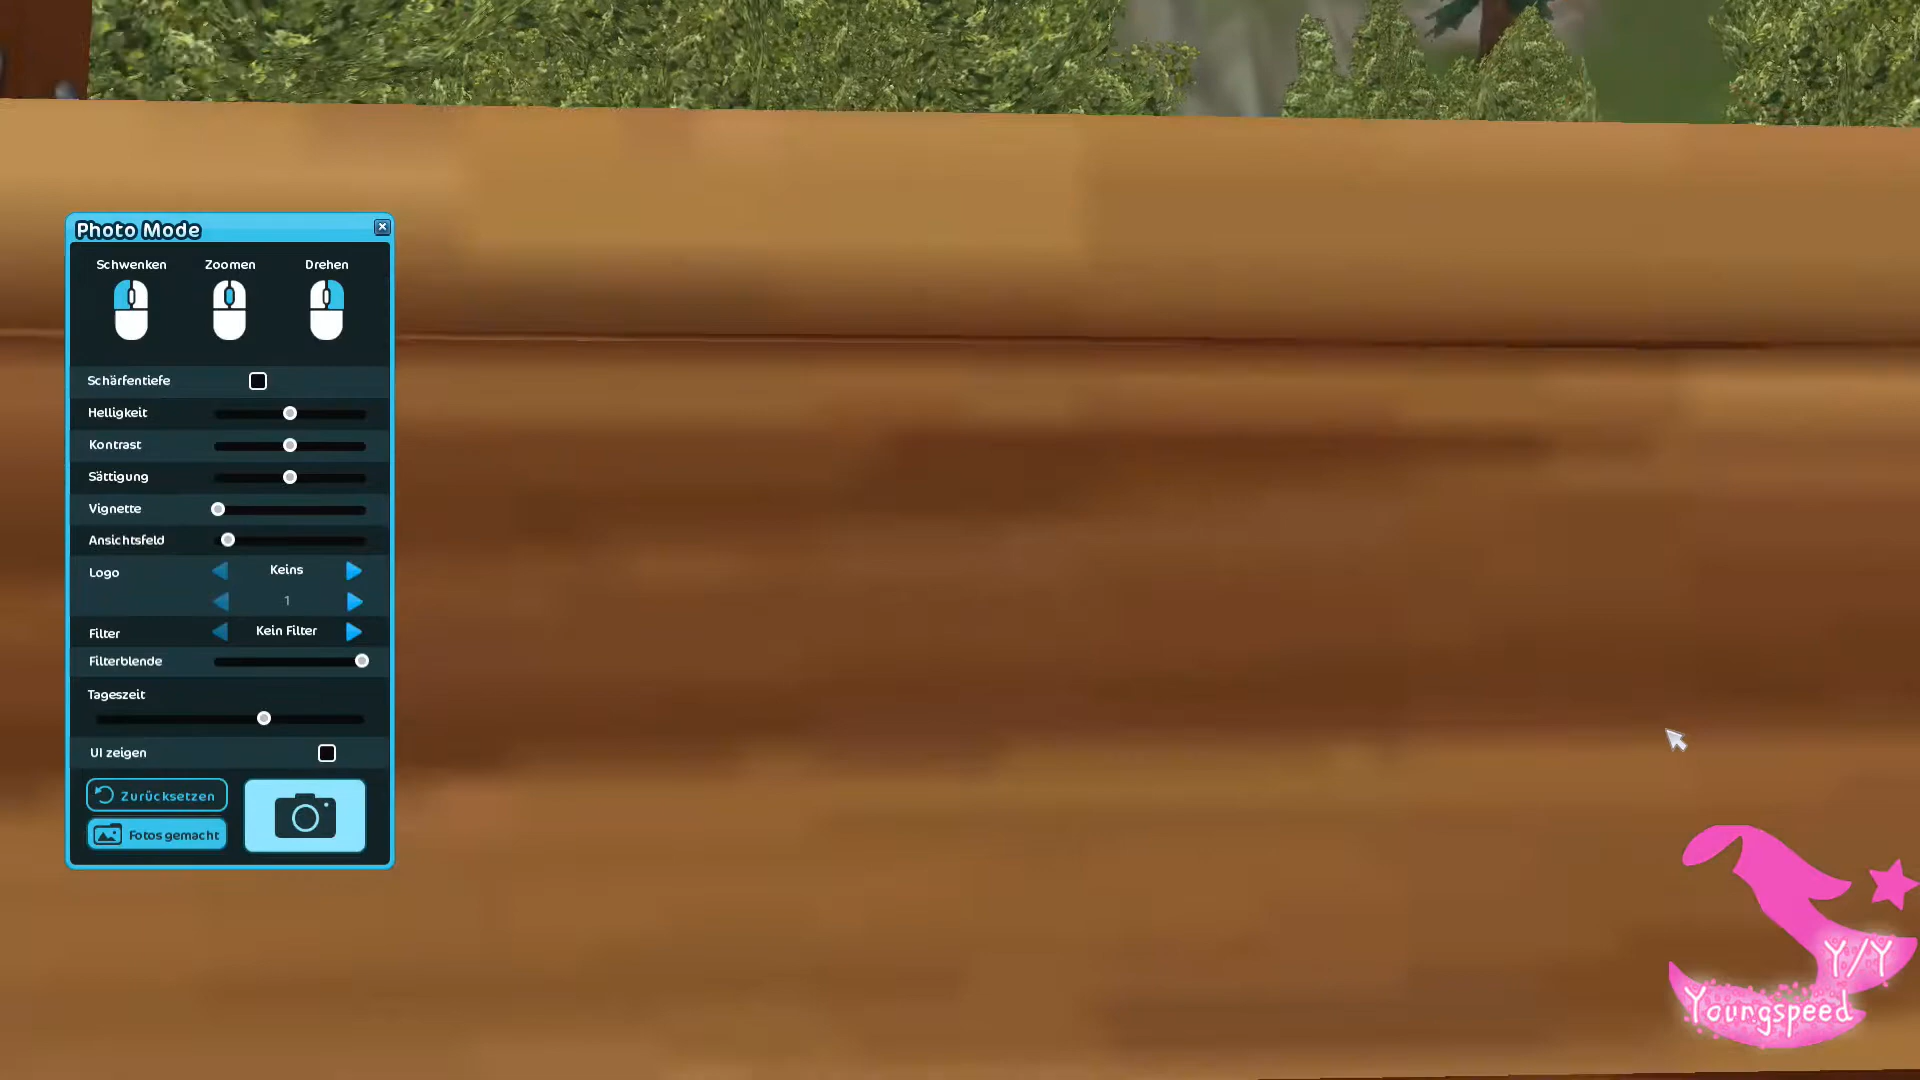 Photo Mode
Schwenken Zoomen Drehen
Schärfentiefe
Helligkeit
Kontrast
Sättigung
Vignette
Ansichtsfeld
Logo Keins
1
Filter Kein Filter
Filterblende
Tageszeit
UI zeigen
Zurücksetzen
Fotos gemacht
Y/Y
Youngspeed